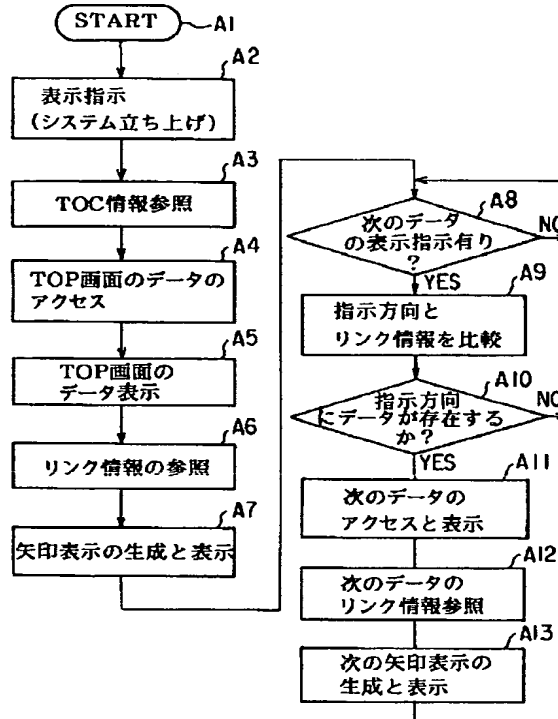 START
A1
A2
表示指示
(システム立ち上げ)
A3
TOC情報参照
A4
TOP画面のデータの
アクセス
A5
TOP画面の
データ表示
A6
リンク情報の参照
A7
矢印表示の生成と表示
A8
次のデータ
の表示指示有り
?
NO
YES
A9
指示方向と
リンク情報を比較
A10
指示方向
にデータが存在する
か?
NO
YES
A11
次のデータの
アクセスと表示
A12
次のデータの
リンク情報参照
A13
次の矢印表示の
生成と表示